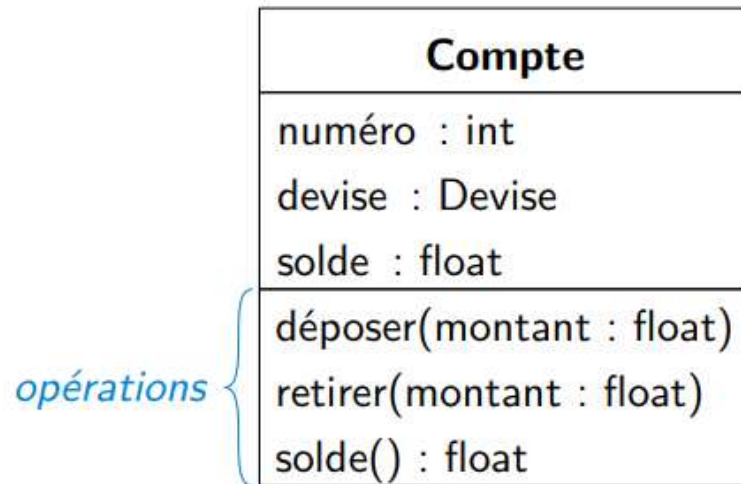 Compte
numéro : int
devise : Devise
solde : float
opérations
déposer(montant : float)
retirer(montant : float)
solde() : float